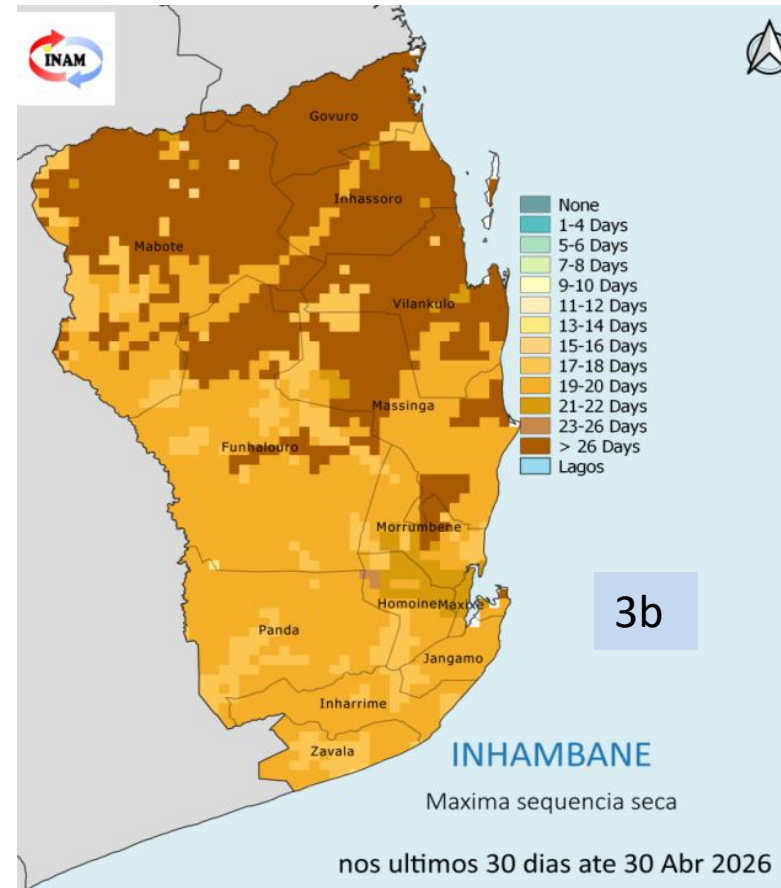 INAM
Govuro
Inhassoro
Mabote
Vilankulo
Massinga
Funhalouro
Morrumbene
Homoine
Maxixe
Panda
Jangamo
Inharrime
Zavala
None
1-4 Days
5-6 Days
7-8 Days
9-10 Days
11-12 Days
13-14 Days
15-16 Days
17-18 Days
19-20 Days
21-22 Days
23-26 Days
> 26 Days
Lagos
3b
INHAMBANE
Maxima sequencia seca
nos ultimos 30 dias ate 30 Abr 2026